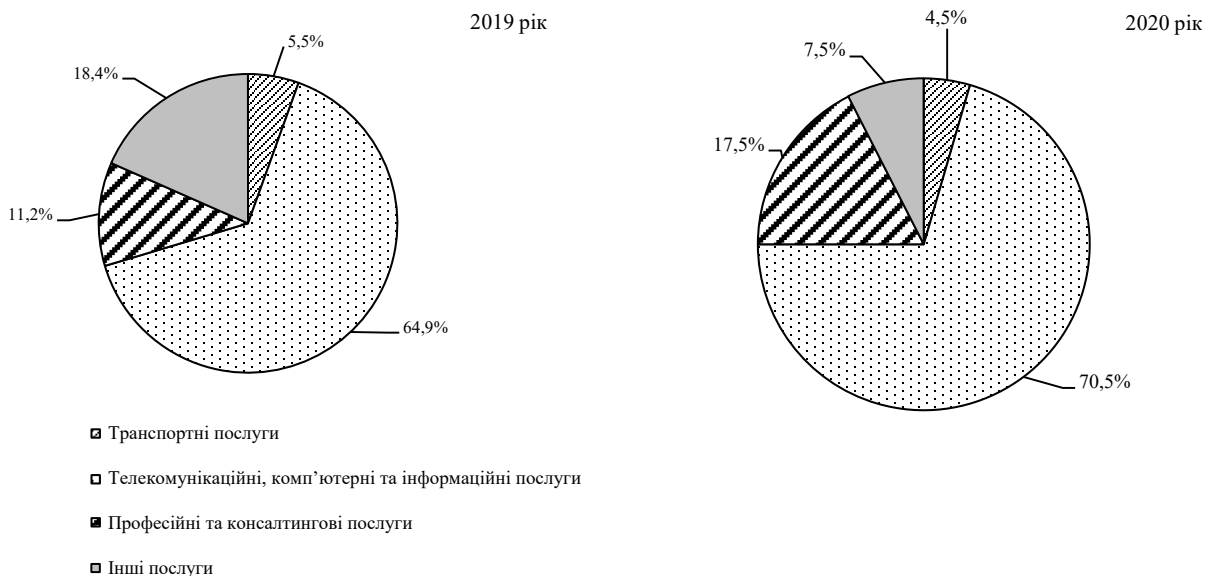 2019 рік
5,5%
18,4%
11,2%
64,9%
2020 рік
4,5%
7,5%
17,5%
70,5%
Транспортні послуги
Телекомунікаційні, комп’ютерні та інформаційні послуги
Професійні та консалтингові послуги
Інші послуги